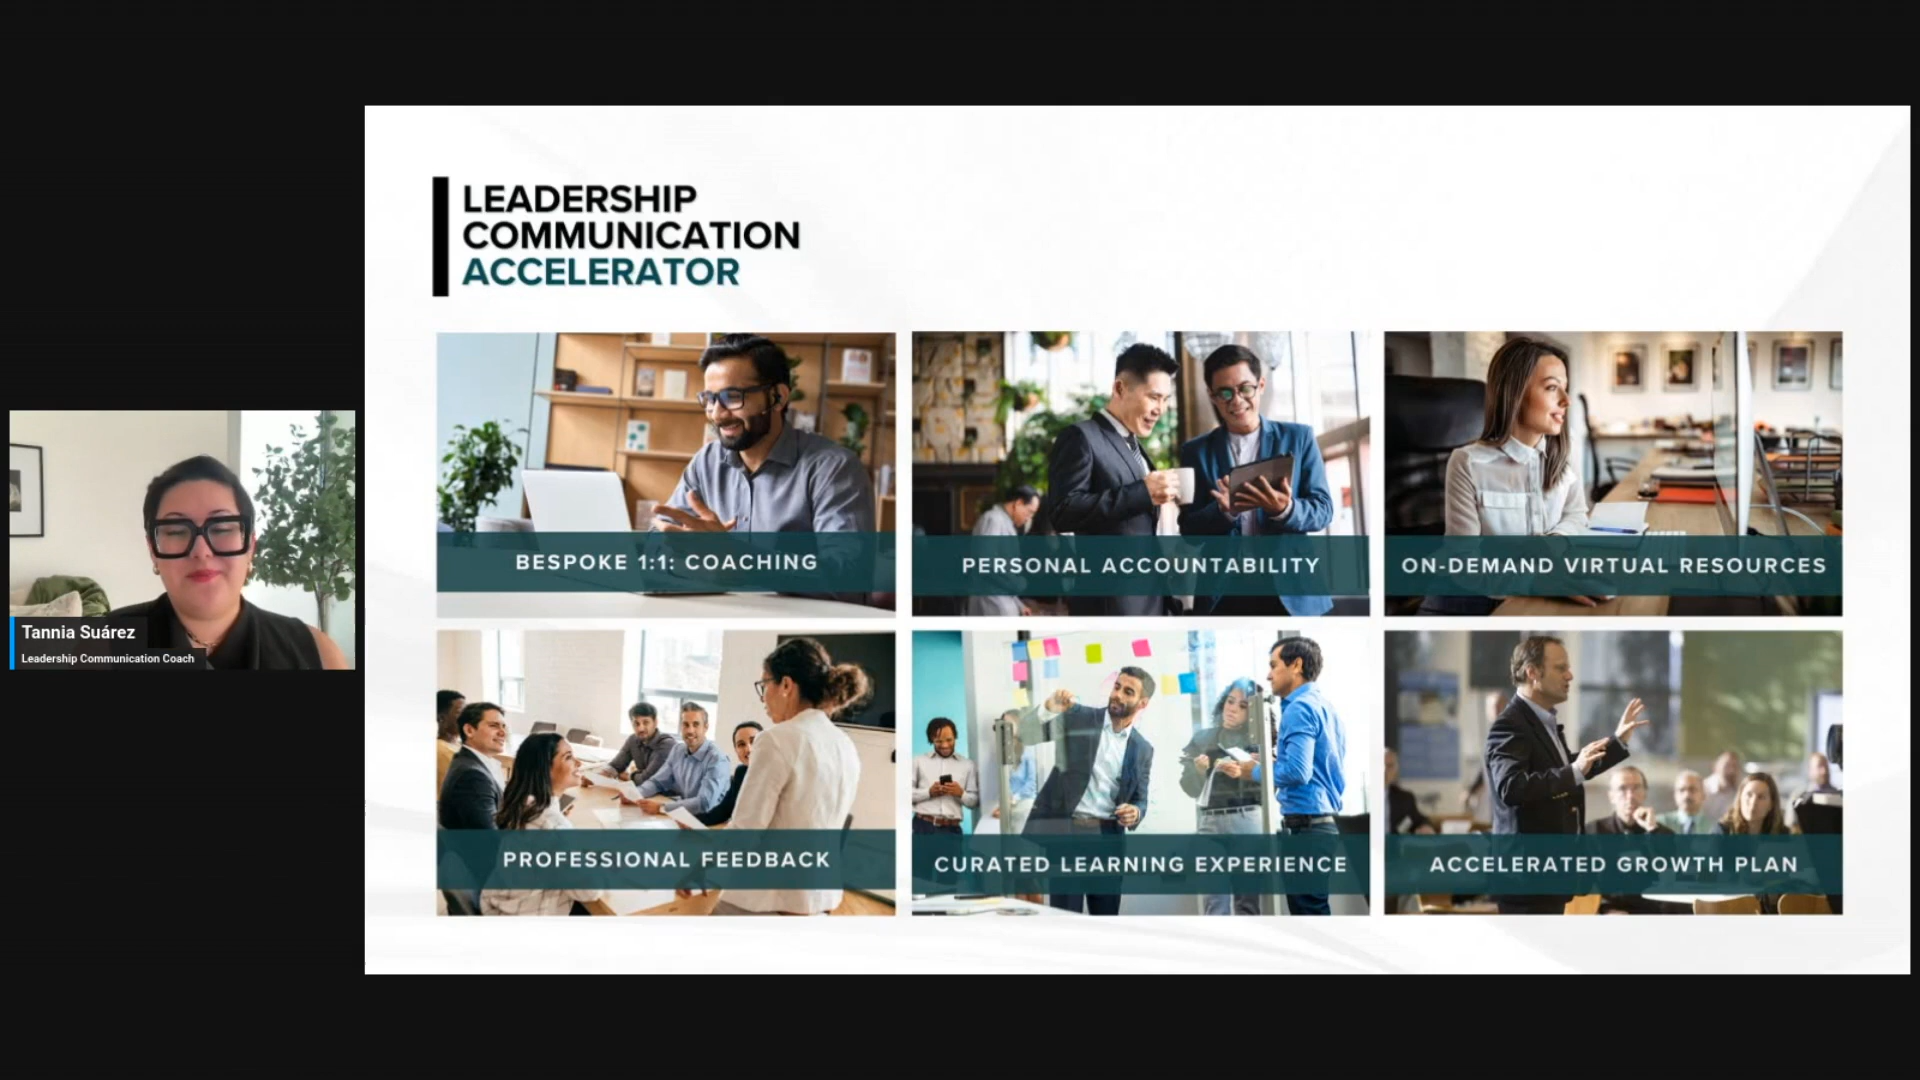 LEADERSHIP
COMMUNICATION
ACCELERATOR
BESPOKE 1:1: COACHING
PERSONAL ACCOUNTABILITY
ON-DEMAND VIRTUAL RESOURCES
Tannia Suárez
Leadership Communication Coach
PROFESSIONAL FEEDBACK
CURATED LEARNING EXPERIENCE
ACCELERATED GROWTH PLAN